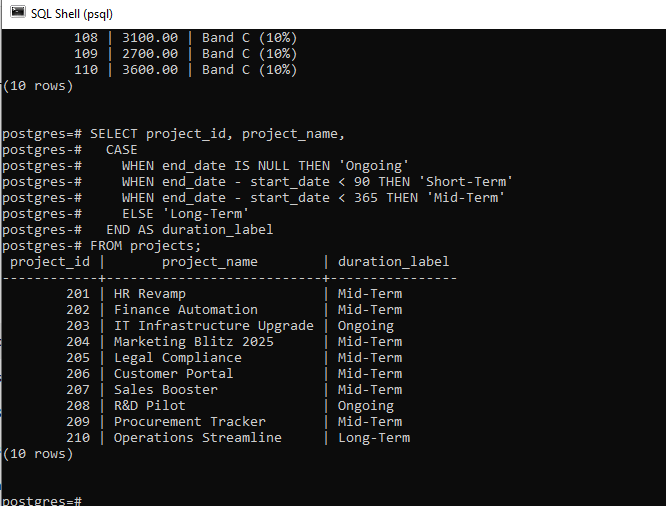 SQL Shell (psql)
         108 | 3100.00 | Band C (10%)
         109 | 2700.00 | Band C (10%)
         110 | 3600.00 | Band C (10%)
(10 rows)
postgres=# SELECT project_id, project_name,
postgres-#   CASE
postgres-#     WHEN end_date IS NULL THEN 'Ongoing'
postgres-#     WHEN end_date - start_date < 90 THEN 'Short-Term'
postgres-#     WHEN end_date - start_date < 365 THEN 'Mid-Term'
postgres-#     ELSE 'Long-Term'
postgres-#   END AS duration_label
postgres-# FROM projects;
 project_id |       project_name        | duration_label
------------+---------------------------+----------------
        201 | HR Revamp                 | Mid-Term
        202 | Finance Automation        | Mid-Term
        203 | IT Infrastructure Upgrade | Ongoing
        204 | Marketing Blitz 2025      | Mid-Term
        205 | Legal Compliance          | Mid-Term
        206 | Customer Portal           | Mid-Term
        207 | Sales Booster             | Mid-Term
        208 | R&D Pilot                 | Ongoing
        209 | Procurement Tracker       | Mid-Term
        210 | Operations Streamline     | Long-Term
(10 rows)
postgres=#